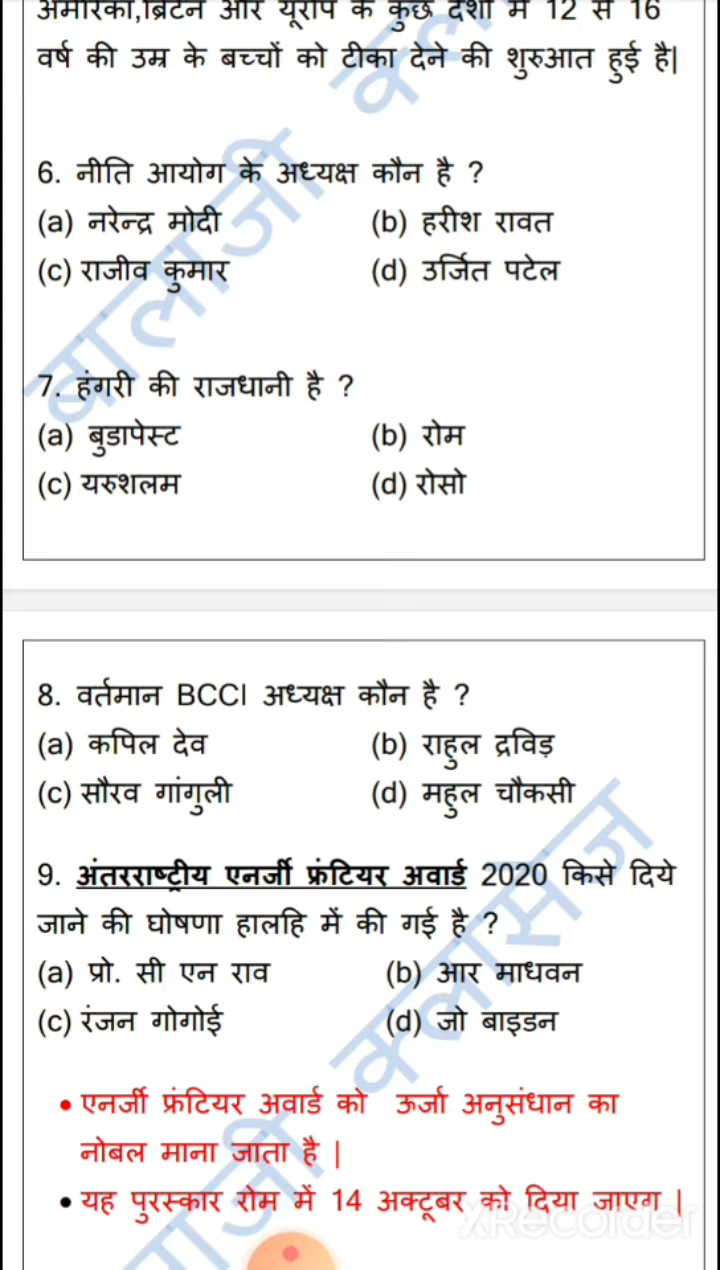 अमेरिका,ब्रिटेन और यूरोप के कुछ देशों में 12 से 16
वर्ष की उम्र के बच्चों को टीका देने की शुरुआत हुई है|
6. नीति आयोग के अध्यक्ष कौन है ?
(a) नरेन्द्र मोदी (b) हरीश रावत
(c) राजीव कुमार (d) उर्जित पटेल
7. हंगरी की राजधानी है ?
(a) बुडापेस्ट (b) रोम
(c) यरुशलम (d) रोसो
8. वर्तमान BCCI अध्यक्ष कौन है ?
(a) कपिल देव (b) राहुल द्रविड़
(c) सौरव गांगुली (d) महुल चौकसी
9. अंतरराष्ट्रीय एनर्जी फ्रंटियर अवार्ड 2020 किसे दिये
जाने की घोषणा हालहि में की गई है ?
(a) प्रो. सी एन राव (b) आर माधवन
(c) रंजन गोगोई (d) जो बाइडन
• एनर्जी फ्रंटियर अवार्ड को ऊर्जा अनुसंधान का
नोबल माना जाता है |
• यह पुरस्कार रोम में 14 अक्टूबर को दिया जाएगा |
XRecorder
बालाजी क्लासेज